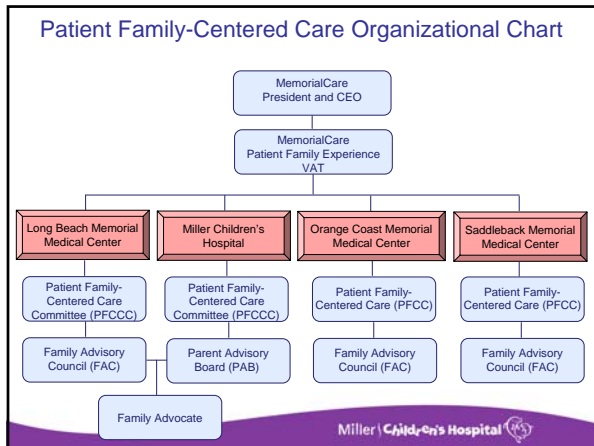 Patient Family-Centered Care Organizational Chart
MemorialCare
President and CEO
MemorialCare
Patient Family Experience
VAT
Long Beach Memorial
Medical Center
Miller Children's
Hospital
Orange Coast Memorial
Medical Center
Saddleback Memorial
Medical Center
Patient Family-
Centered Care
Committee (PFCCC)
Patient Family-
Centered Care
Committee (PFCCC)
Patient Family-
Centered Care (PFCC)
Patient Family-
Centered Care (PFCC)
Family Advisory
Council (FAC)
Parent Advisory
Board (PAB)
Family Advisory
Council (FAC)
Family Advisory
Council (FAC)
Family Advocate
Miller Children's Hospital